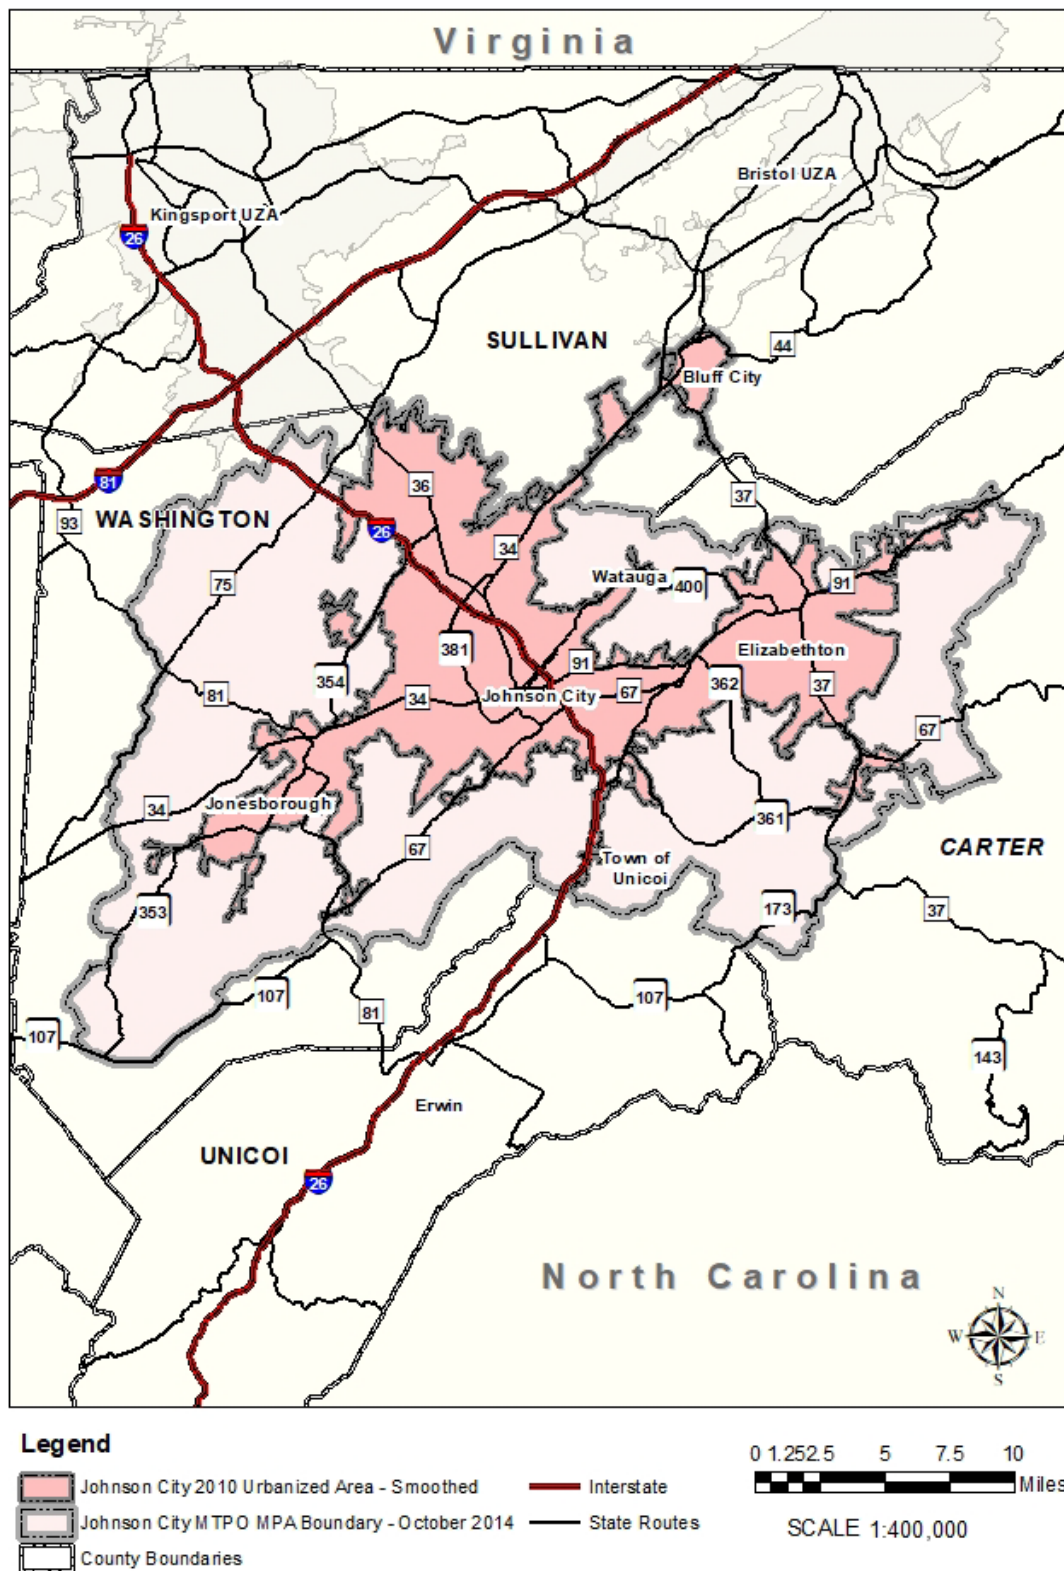 Virginia
Bristol UZA
Kingsport UZA
26
SULLIVAN
44
Bluff City
81
36
37
93
WASHINGTON
26
34
75
Watauga
400
91
381
Elizabethton
91
354
362
81
34
Johnson City
67
37
67
34
Jonesborough
361
67
CARTER
Town of
Unicoi
353
173
37
107
107
81
107
143
Erwin
UNICOI
26
North Carolina
N
W
E
S
Legend
Johnson City 2010 Urbanized Area - Smoothed
Johnson City MTPO MPA Boundary - October 2014
County Boundaries
Interstate
State Routes
0 1.252.5 5 7.5 10
Miles
SCALE 1:400,000